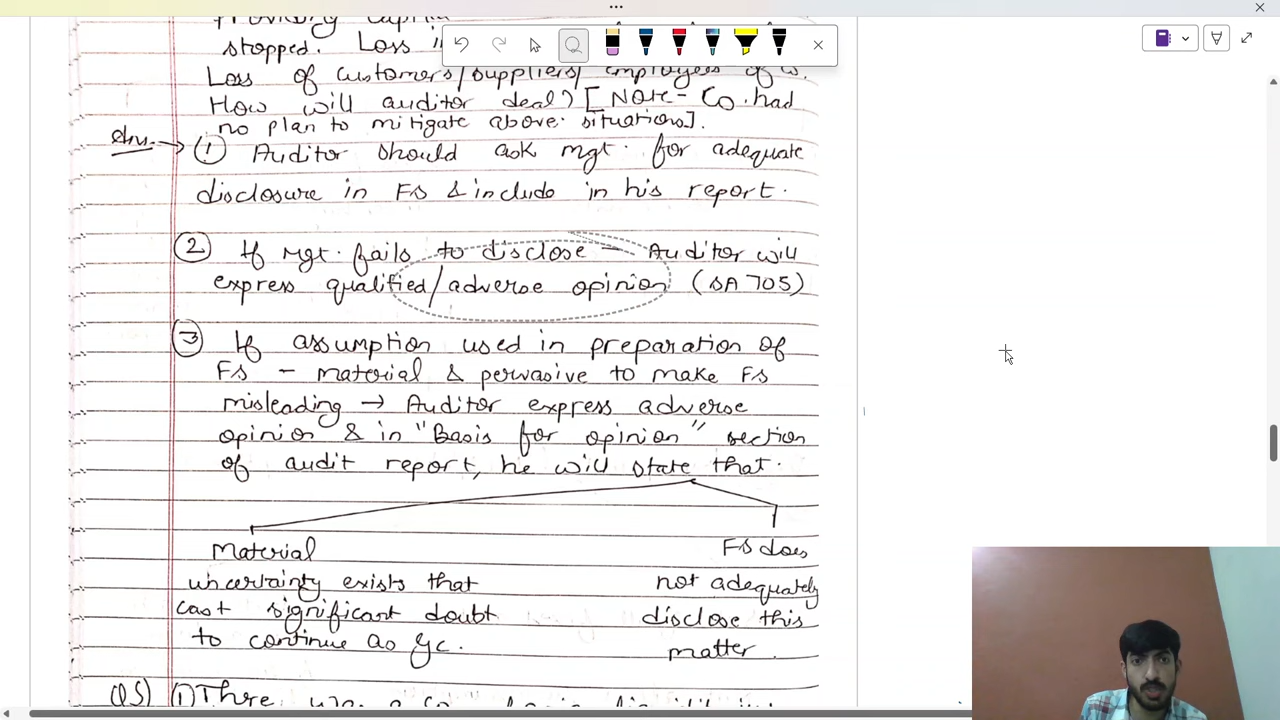 stopped. Loss
Loss of customers/suppliers/employees of
How will auditor deal? [Note- Co. had
no plan to mitigate above situations].
Ans. → ① Auditor should ask mgt. for adequate
disclosure in FS & include in his report.
② If Mgt. fails to disclose — Auditor will
express qualified/adverse opinion (SA 705)
③ If assumption used in preparation of
FS - material & pervasive to make FS
misleading → Auditor express adverse
opinion & in "Basis for opinion" section
of audit report, he will state that.
Material
uncertainty exists that
cast significant doubt
to continue as GC.
FS does
not adequately
disclose this
matter.
Q5) ① There was a